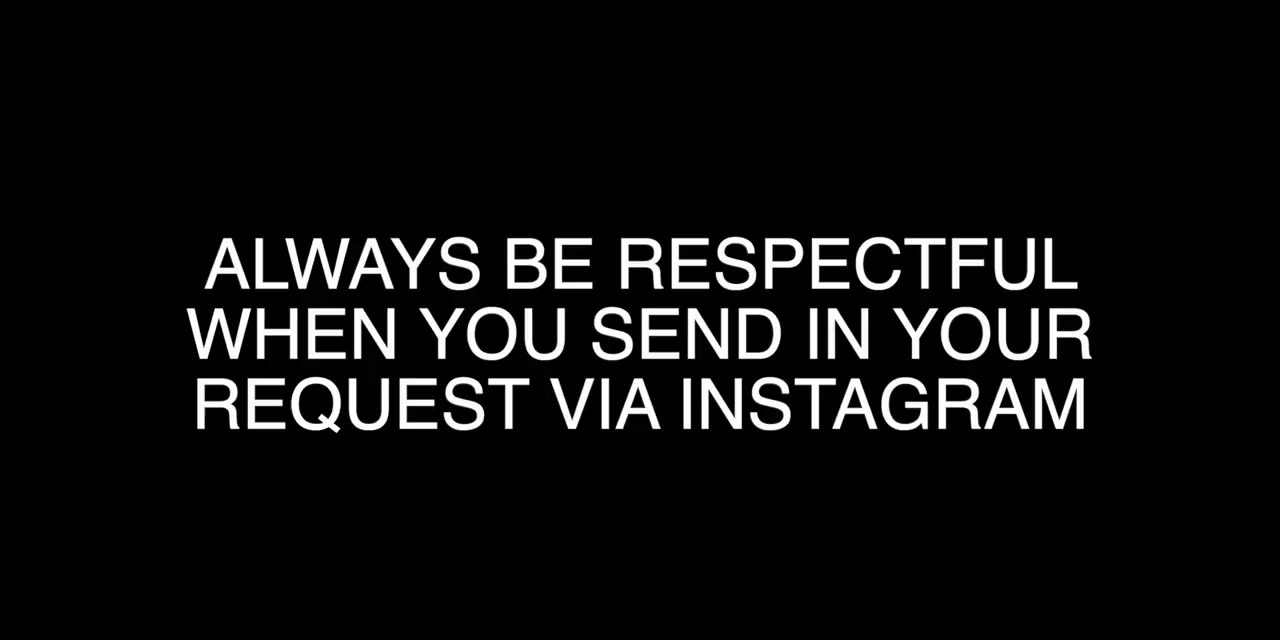 ALWAYS BE RESPECTFUL
WHEN YOU SEND IN YOUR
REQUEST VIA INSTAGRAM